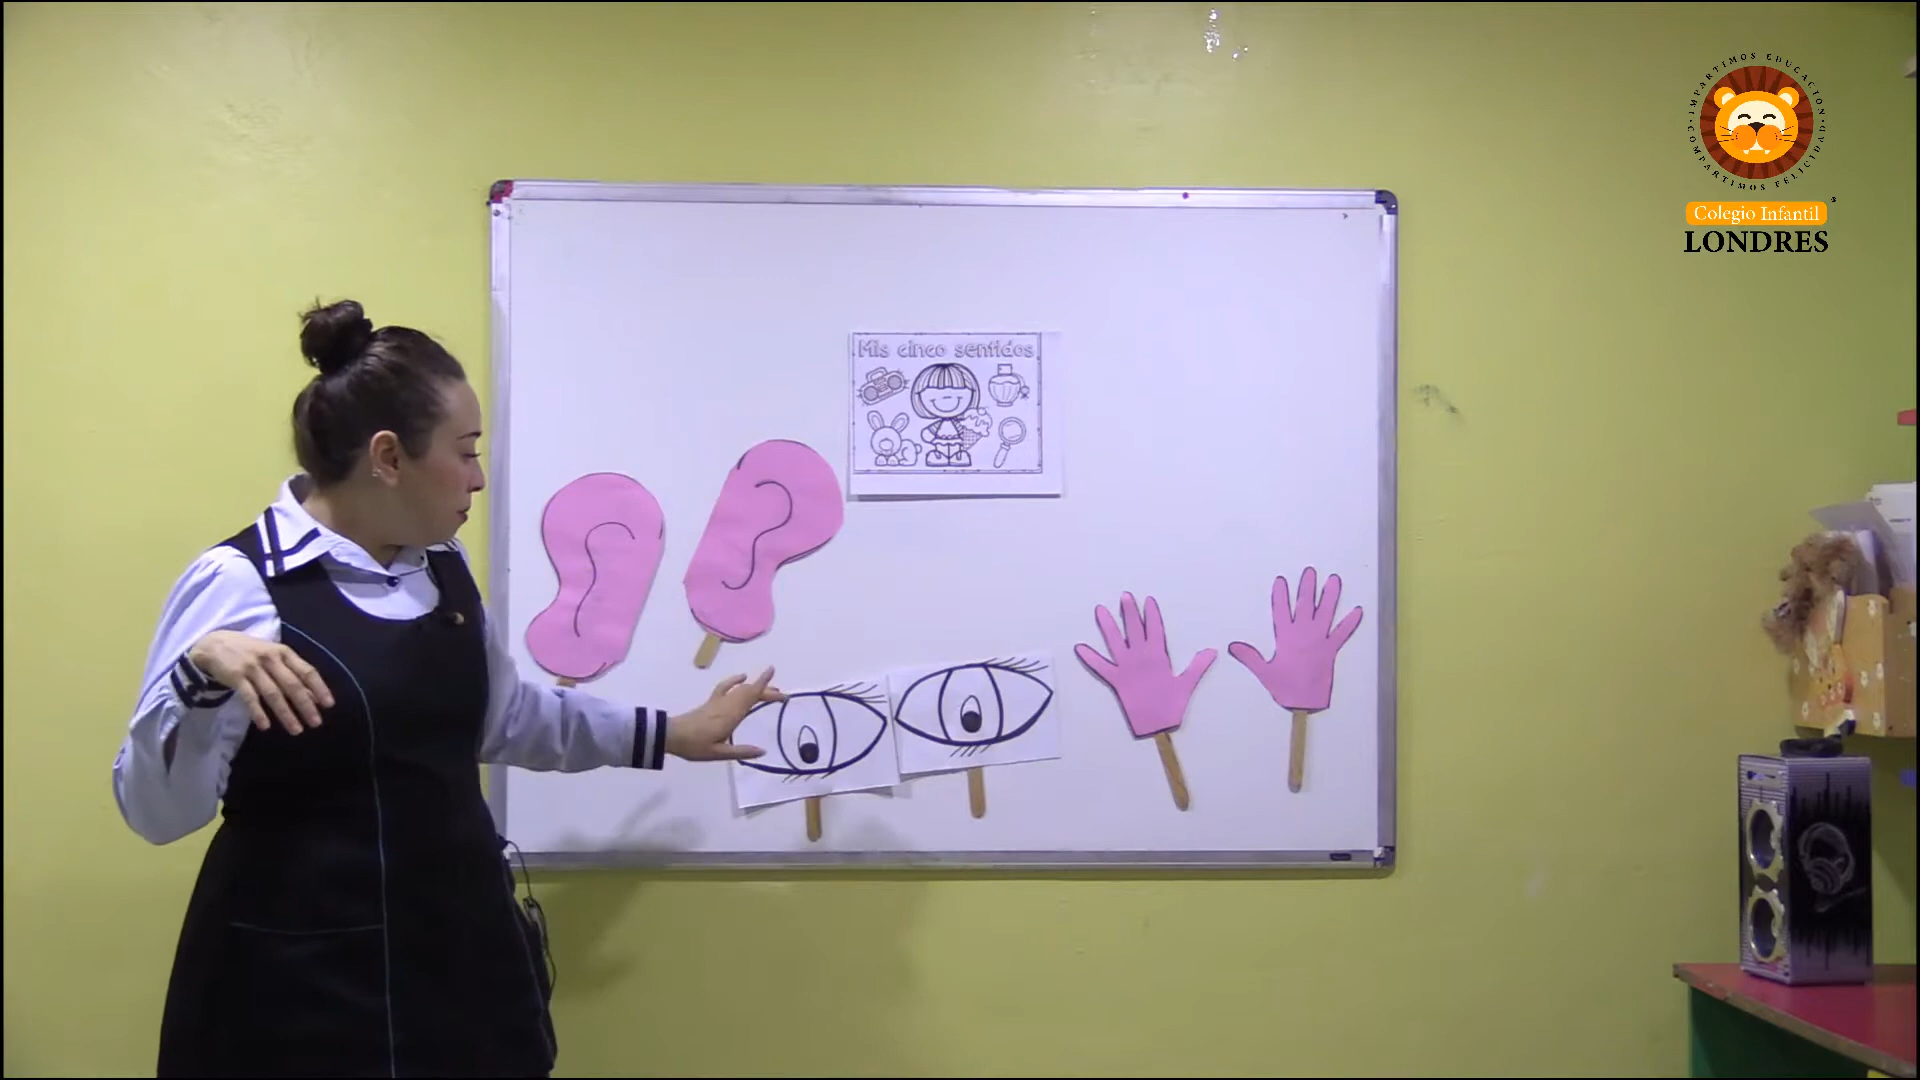 IMPARTIMOS EDUCACIÓN
COMPARTIMOS FELICIDAD
Colegio Infantil
LONDRES
Mis cinco sentidos